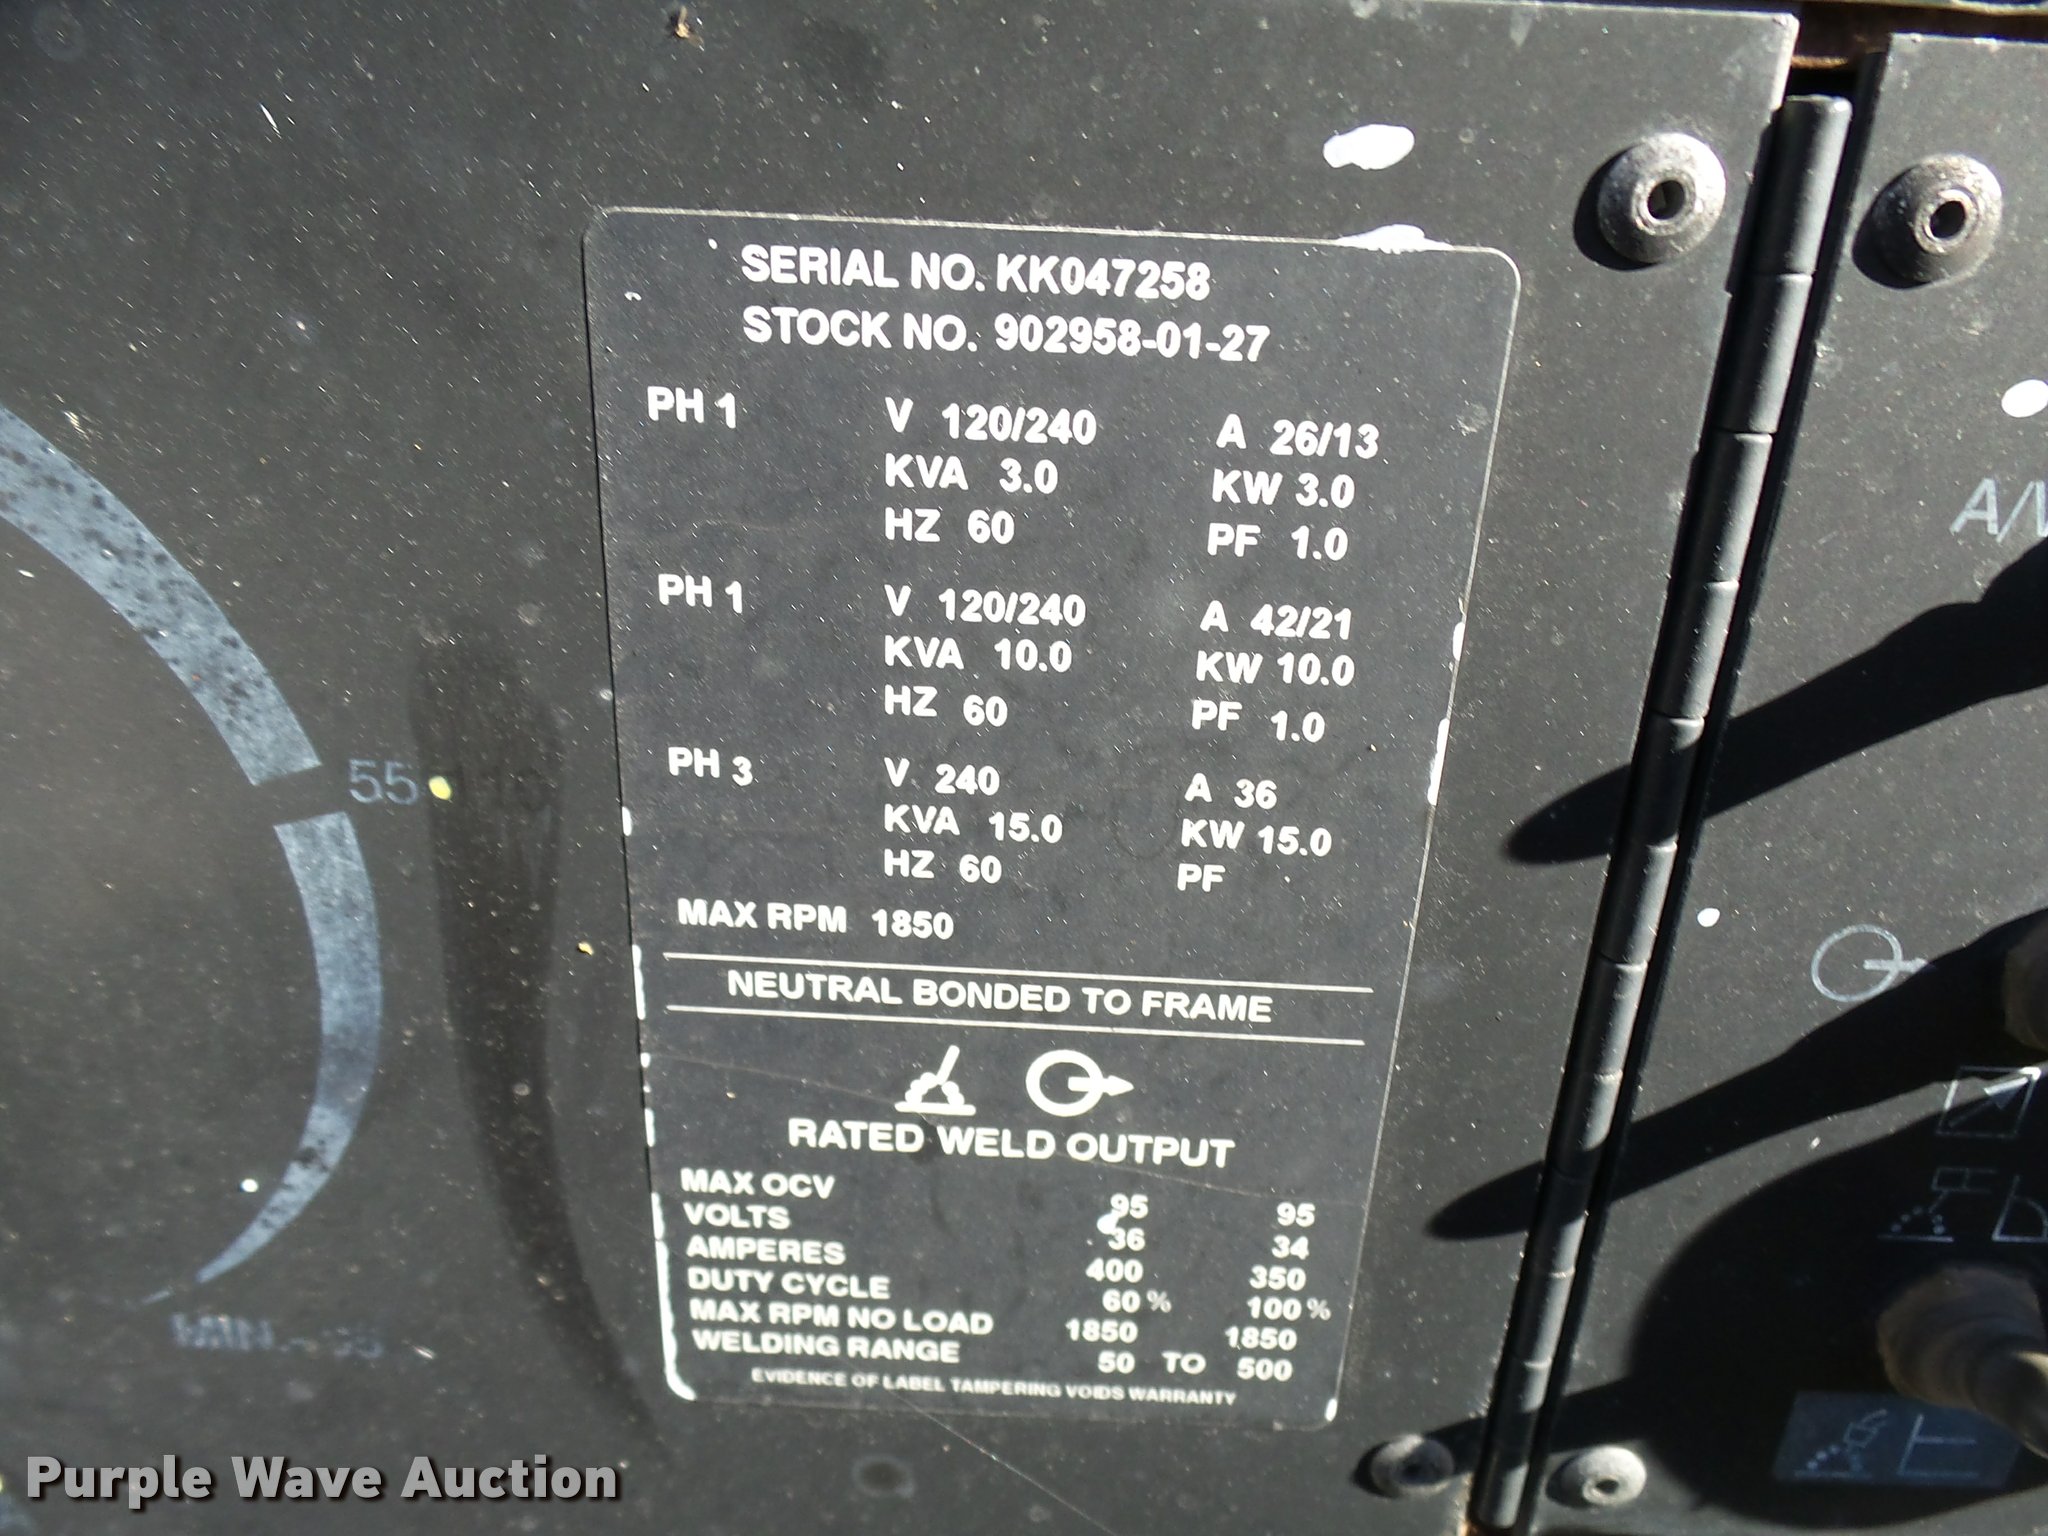 SERIAL NO. KK047258
STOCK NO. 902958-01-27
PH 1 V 120/240 A 26/13
KVA 3.0 KW 3.0
HZ 60 PF 1.0
PH 1 V 120/240 A 42/21
KVA 10.0 KW 10.0
HZ 60 PF 1.0
PH 3 V 240 A 36
KVA 15.0 KW 15.0
HZ 60 PF
MAX RPM 1850
NEUTRAL BONDED TO FRAME
RATED WELD OUTPUT
MAX OCV 95 95
VOLTS 36 34
AMPERES 400 350
DUTY CYCLE 60 % 100 %
MAX RPM NO LOAD 1850 1850
WELDING RANGE 50 TO 500
EVIDENCE OF LABEL TAMPERING VOIDS WARRANTY
55
MIN.
A/V
Purple Wave Auction